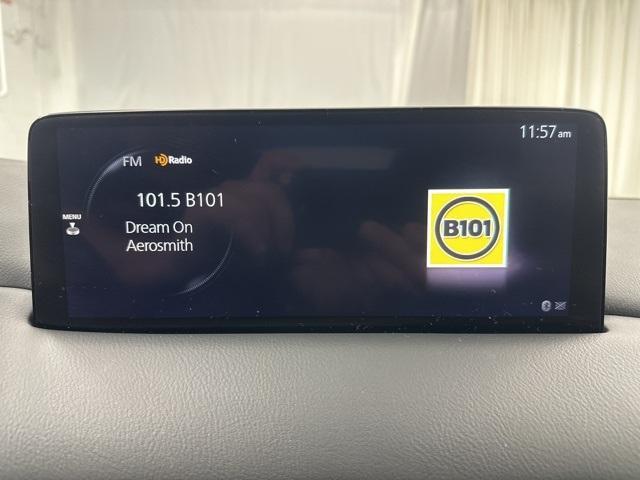 11:57 am
FM HD Radio
101.5 B101
MENU
Dream On
Aerosmith
B101